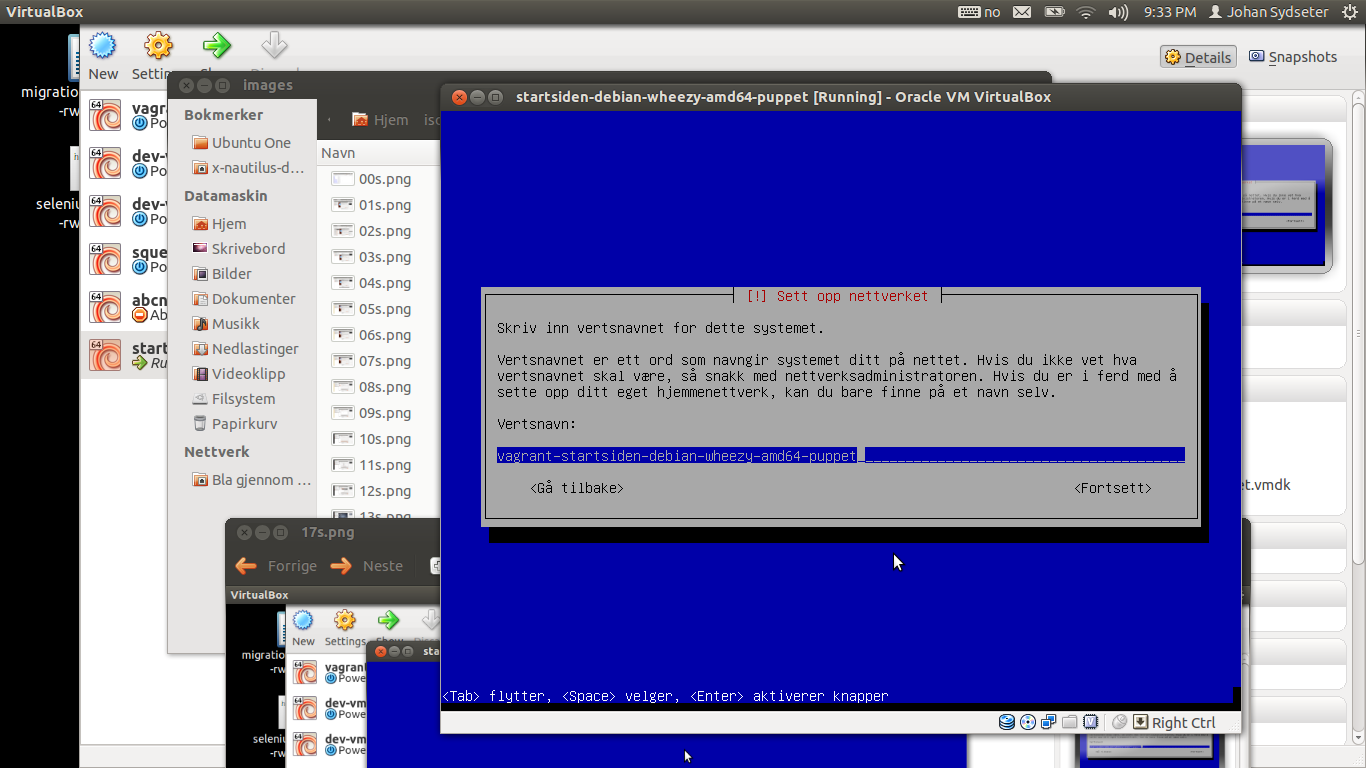 VirtualBox
no
9:33 PM
Johan Sydseter
New
Details
Snapshots
migratio
-rw
seleniu
-rw
vagr
Po
dev-v
Po
dev-v
Po
sque
Po
abcn
Ab
start
Ru
images
Bokmerker
Ubuntu One
x-nautilus-d...
Datamaskin
Hjem
Skrivebord
Bilder
Dokumenter
Musikk
Nedlastinger
Videoklipp
Filsystem
Papirkurv
Nettverk
Bla gjennom ...
Hjem
Navn
00s.png
01s.png
02s.png
03s.png
04s.png
05s.png
06s.png
07s.png
08s.png
09s.png
10s.png
11s.png
12s.png
13s.png
startsiden-debian-wheezy-amd64-puppet [Running] - Oracle VM VirtualBox
[!] Sett opp nettverket
Skriv inn vertsnavnet for dette systemet.
Vertsnavnet er ett ord som navngir systemet ditt på nettet. Hvis du ikke vet hva
vertsnavnet skal være, så snakk med nettverksadministratoren. Hvis du er i ferd med å
sette opp ditt eget hjemmenettverk, kan du bare finne på et navn selv.
Vertsnavn:
vagrant-startsiden-debian-wheezy-amd64-puppet
<Gå tilbake>
<Fortsett>
<Tab> flytter, <Space> velger, <Enter> aktiverer knapper
Right Ctrl
et.vmdk
17s.png
Forrige
Neste
VirtualBox
New
Settings
migratio
-rw
seleniu
-rw
vagrant
Powe
dev-vm
Powe
dev-vm
Powe
sta